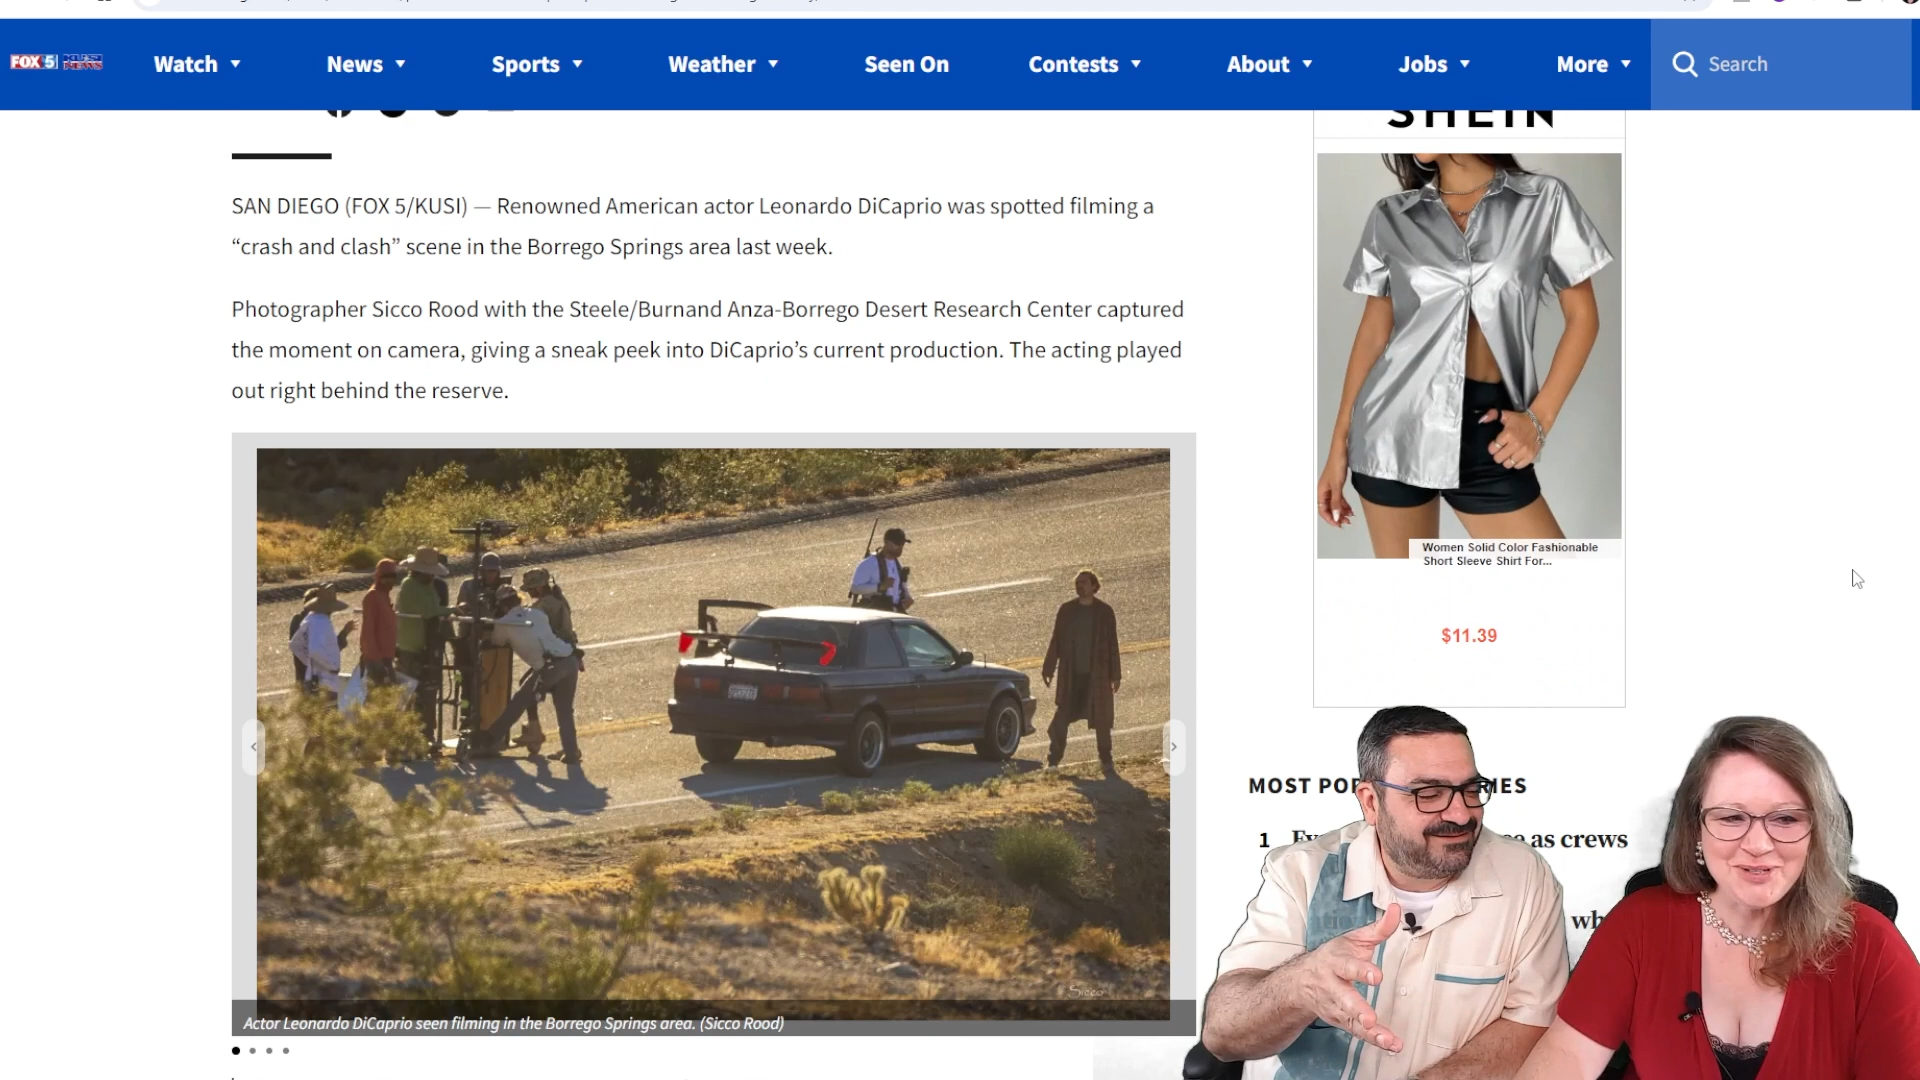 FOX 5 KUSI NEWS
Watch News Sports Weather Seen On Contests About Jobs More Search
SHEIN
SAN DIEGO (FOX 5/KUSI) — Renowned American actor Leonardo DiCaprio was spotted filming a
“crash and clash” scene in the Borrego Springs area last week.
Photographer Sicco Rood with the Steele/Burnand Anza-Borrego Desert Research Center captured
the moment on camera, giving a sneak peek into DiCaprio’s current production. The acting played
out right behind the reserve.
Sicco
Actor Leonardo DiCaprio seen filming in the Borrego Springs area. (Sicco Rood)
Women Solid Color Fashionable
Short Sleeve Shirt For...
$11.39
MOST
1 as crews